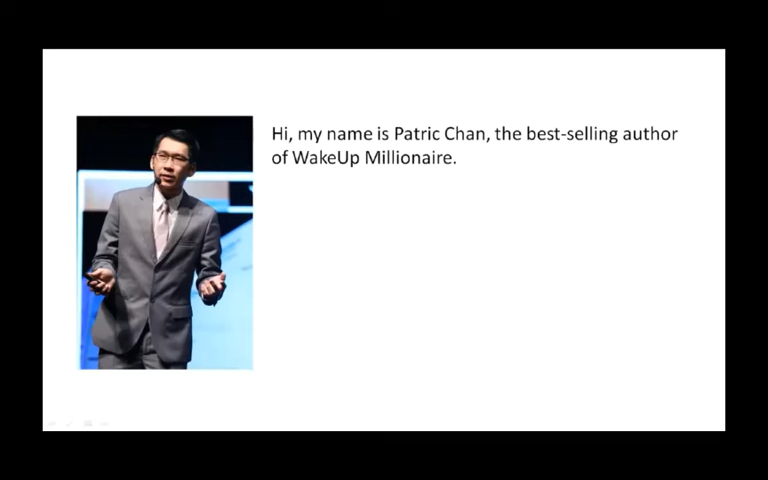 Hi, my name is Patric Chan, the best-selling author
of WakeUp Millionaire.